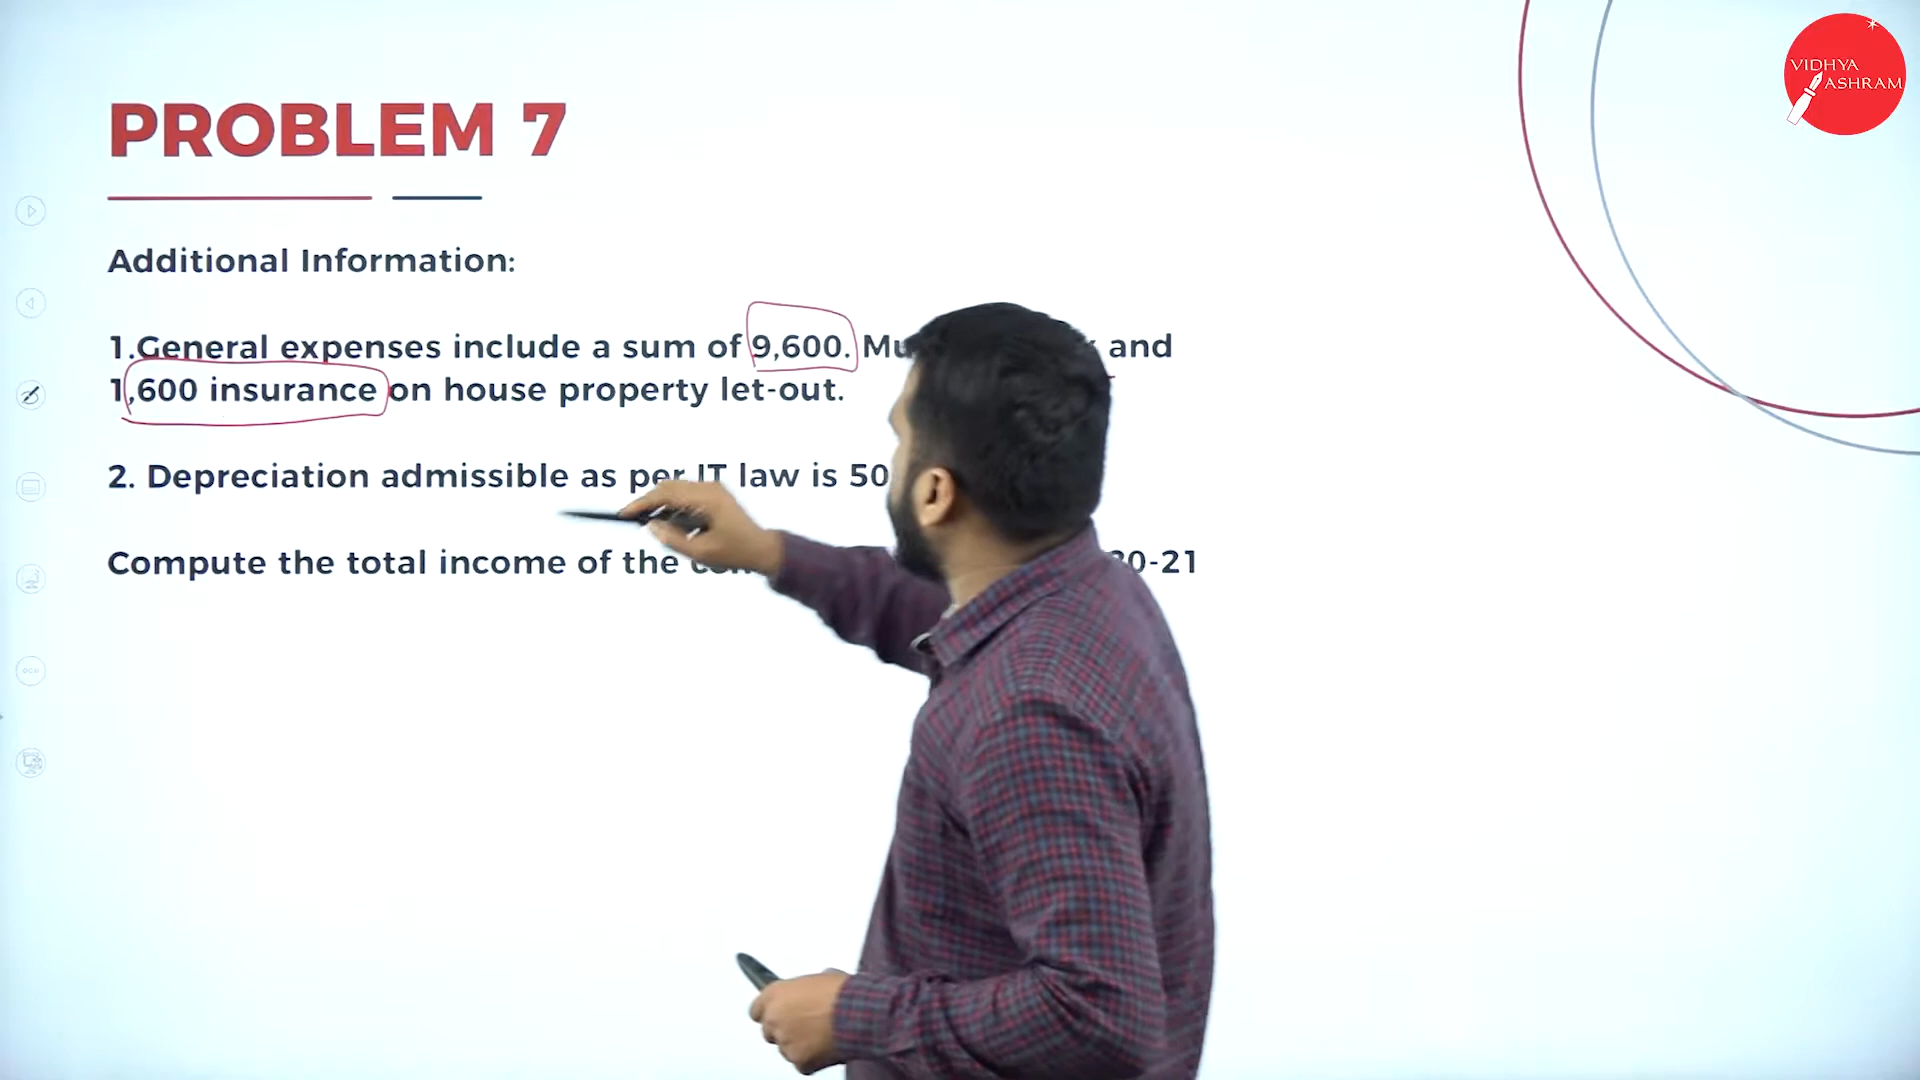 VIDHYA
ASHRAM
PROBLEM 7
Additional Information:
1.General expenses include a sum of 9,600. and
1,600 insurance on house property let-out.
2. Depreciation admissible as per IT law is
Compute the total income of the 20-21